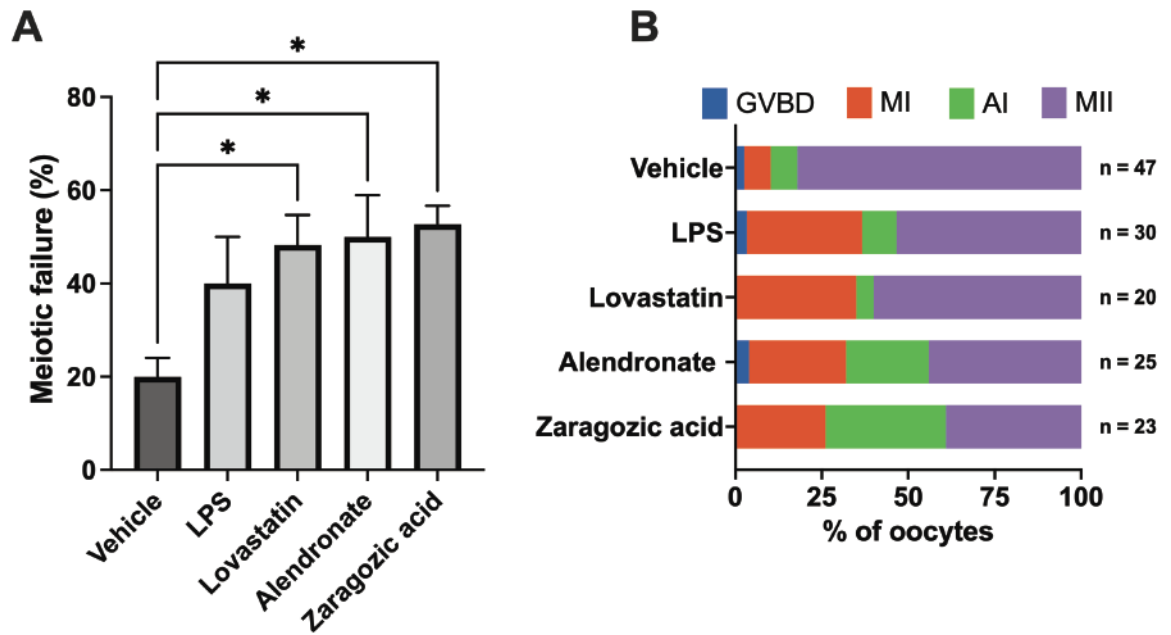 A
Meiotic failure (%)
80
60
40
20
0
*
*
*
Vehicle
LPS
Lovastatin
Alendronate
Zaragozic acid
B
GVBD MI AI MII
Vehicle n = 47
LPS n = 30
Lovastatin n = 20
Alendronate n = 25
Zaragozic acid n = 23
0 25 50 75 100
% of oocytes